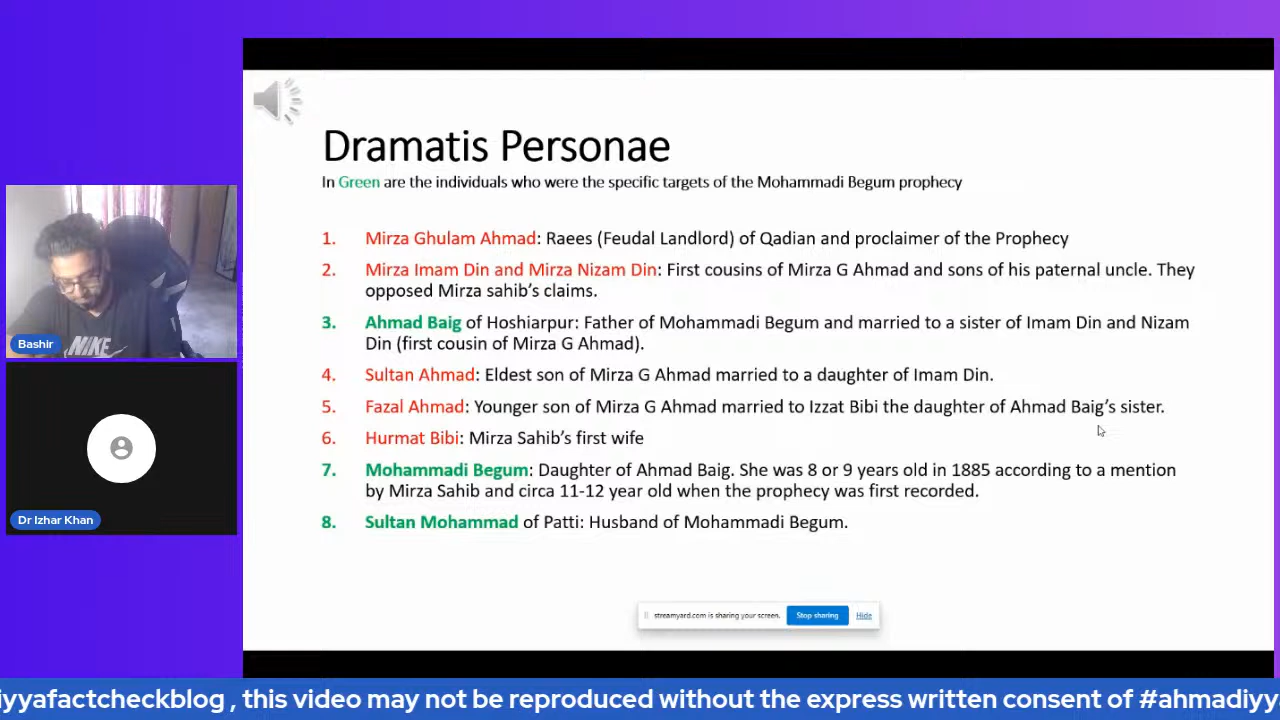 Dramatis Personae
In Green are the individuals who were the specific targets of the Mohammadi Begum prophecy
1. Mirza Ghulam Ahmad: Raees (Feudal Landlord) of Qadian and proclaimer of the Prophecy
2. Mirza Imam Din and Mirza Nizam Din: First cousins of Mirza G Ahmad and sons of his paternal uncle. They
opposed Mirza sahib's claims.
3. Ahmad Baig of Hoshiarpur: Father of Mohammadi Begum and married to a sister of Imam Din and Nizam
Din (first cousin of Mirza G Ahmad).
4. Sultan Ahmad: Eldest son of Mirza G Ahmad married to a daughter of Imam Din.
5. Fazal Ahmad: Younger son of Mirza G Ahmad married to Izzat Bibi the daughter of Ahmad Baig's sister.
6. Hurmat Bibi: Mirza Sahib's first wife
7. Mohammadi Begum: Daughter of Ahmad Baig. She was 8 or 9 years old in 1885 according to a mention
by Mirza Sahib and circa 11-12 year old when the prophecy was first recorded.
8. Sultan Mohammad of Patti: Husband of Mohammadi Begum.
Bashir
NIKE
Dr Izhar Khan
streamyard.com is sharing your screen. Stop sharing Hide
iyyafactcheckblog , this video may not be reproduced without the express written consent of #ahmadiyy